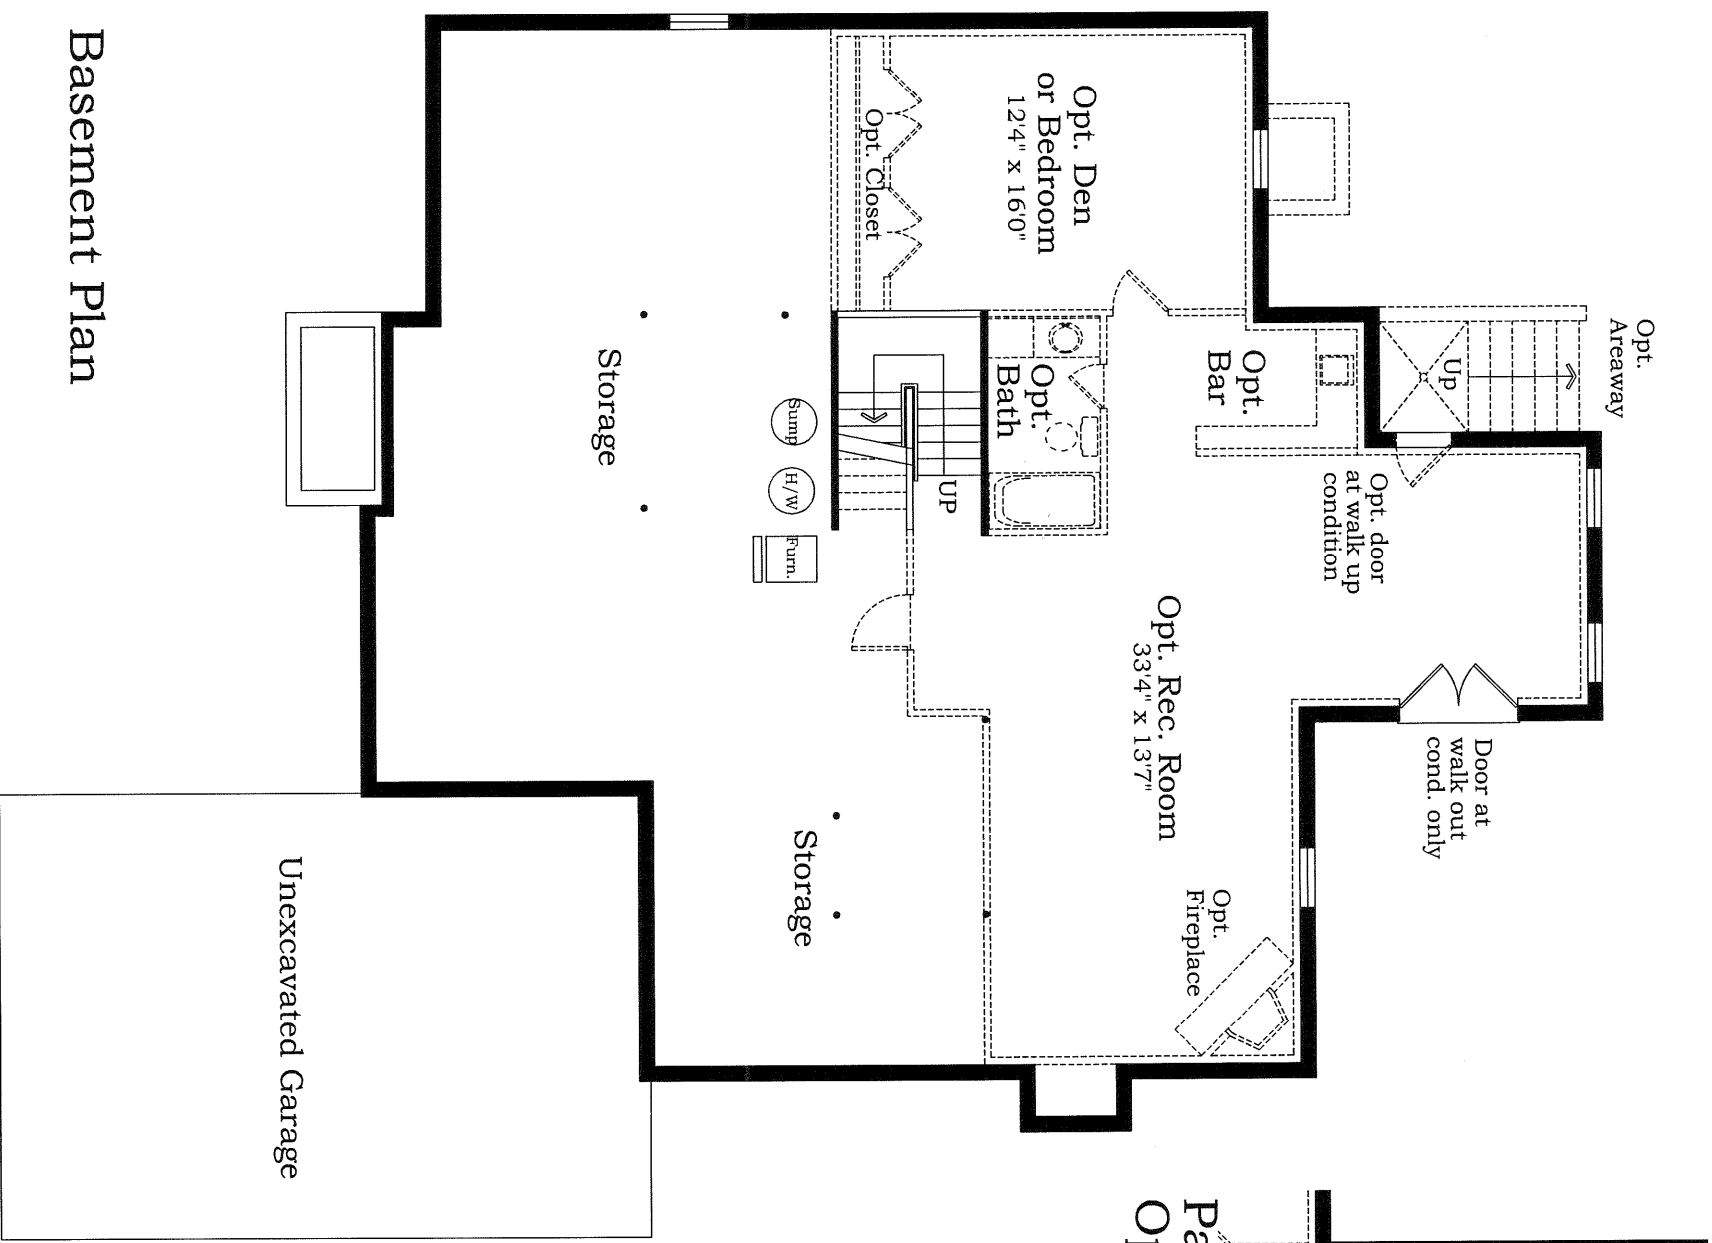 Opt.
Areaway
Up
Opt. door
at walk up
condition
Door at
walk out
cond. only
Opt.
Bar
Opt.
Fireplace
Opt. Den
or Bedroom
12'4" x 16'0"
Opt. Rec. Room
33'4" x 13'7"
Opt.
Bath
UP
Opt. Closet
Sump
H/W
Furn.
Storage
Storage
Unexcavated Garage
Basement Plan
Pa
Op